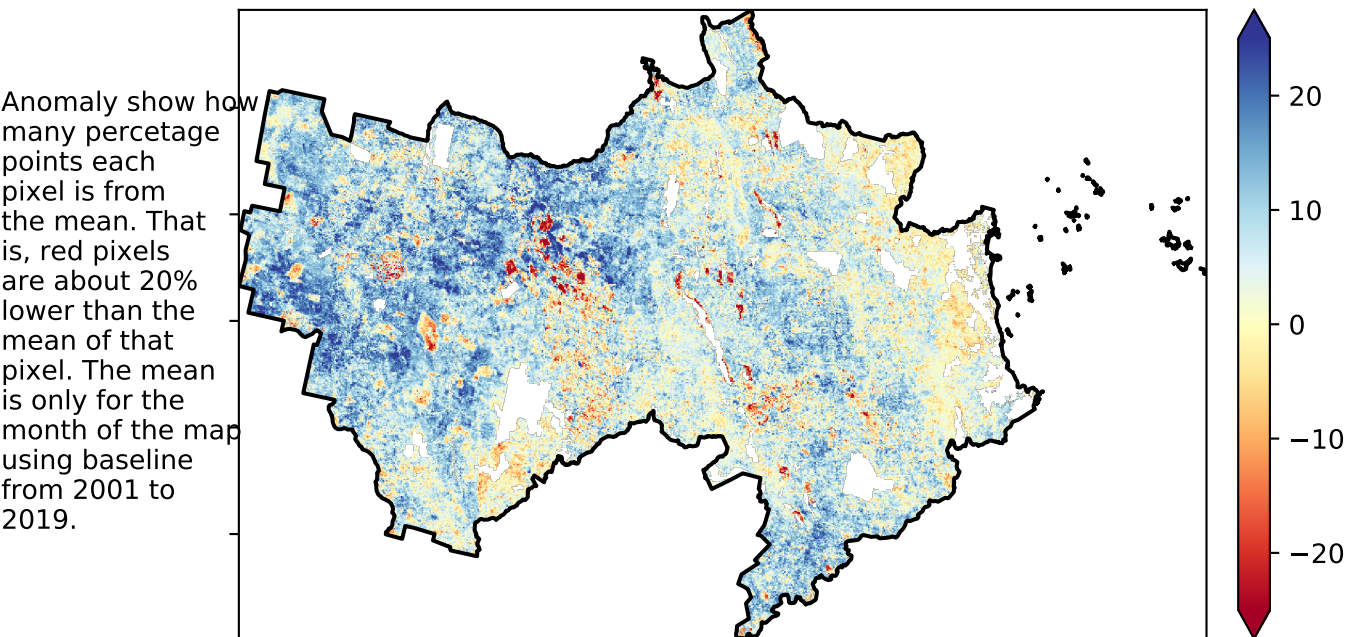 Anomaly show how
many percetage
points each
pixel is from
the mean. That
is, red pixels
are about 20%
lower than the
mean of that
pixel. The mean
is only for the
month of the map
using baseline
from 2001 to
2019.
20
10
0
−10
−20